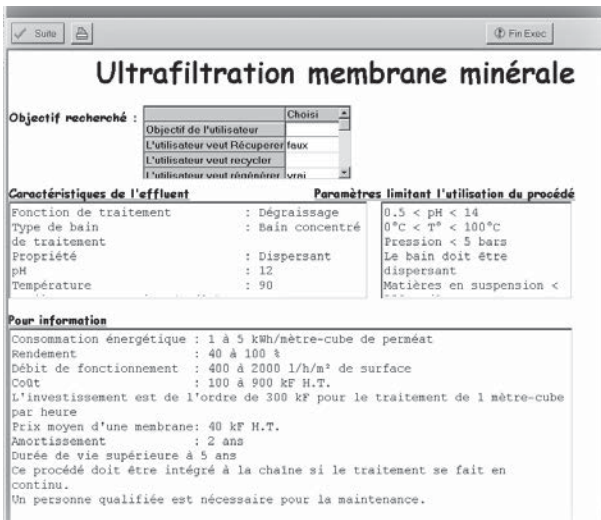 Suite
Fin Exec
Ultrafiltration membrane minérale
Objectif recherché :
Choisi
Objectif de l'utilisateur
L'utilisateur veut Récuperer faux
L'utilisateur veut recycler
L'utilisateur veut régénérer vrai
Caractéristiques de l'effluent
Fonction de traitement : Dégraissage
Type de bain : Bain concentré
de traitement
Propriété : Dispersant
pH : 12
Température : 90
Paramètres limitant l'utilisation du procédé
0.5 < pH < 14
0°C < T° < 100°C
Pression < 5 bars
Le bain doit être
dispersant
Matières en suspension <
Pour information
Consommation énergétique : 1 à 5 kWh/mètre-cube de perméat
Rendement : 40 à 100 %
Débit de fonctionnement : 400 à 2000 l/h/m² de surface
Coût : 100 à 900 kF H.T.
L'investissement est de l'ordre de 300 kF pour le traitement de 1 mètre-cube
par heure
Prix moyen d'une membrane: 40 kF H.T.
Amortissement : 2 ans
Durée de vie supérieure à 5 ans
Ce procédé doit être intégré à la chaîne si le traitement se fait en
continu.
Un personne qualifiée est nécessaire pour la maintenance.